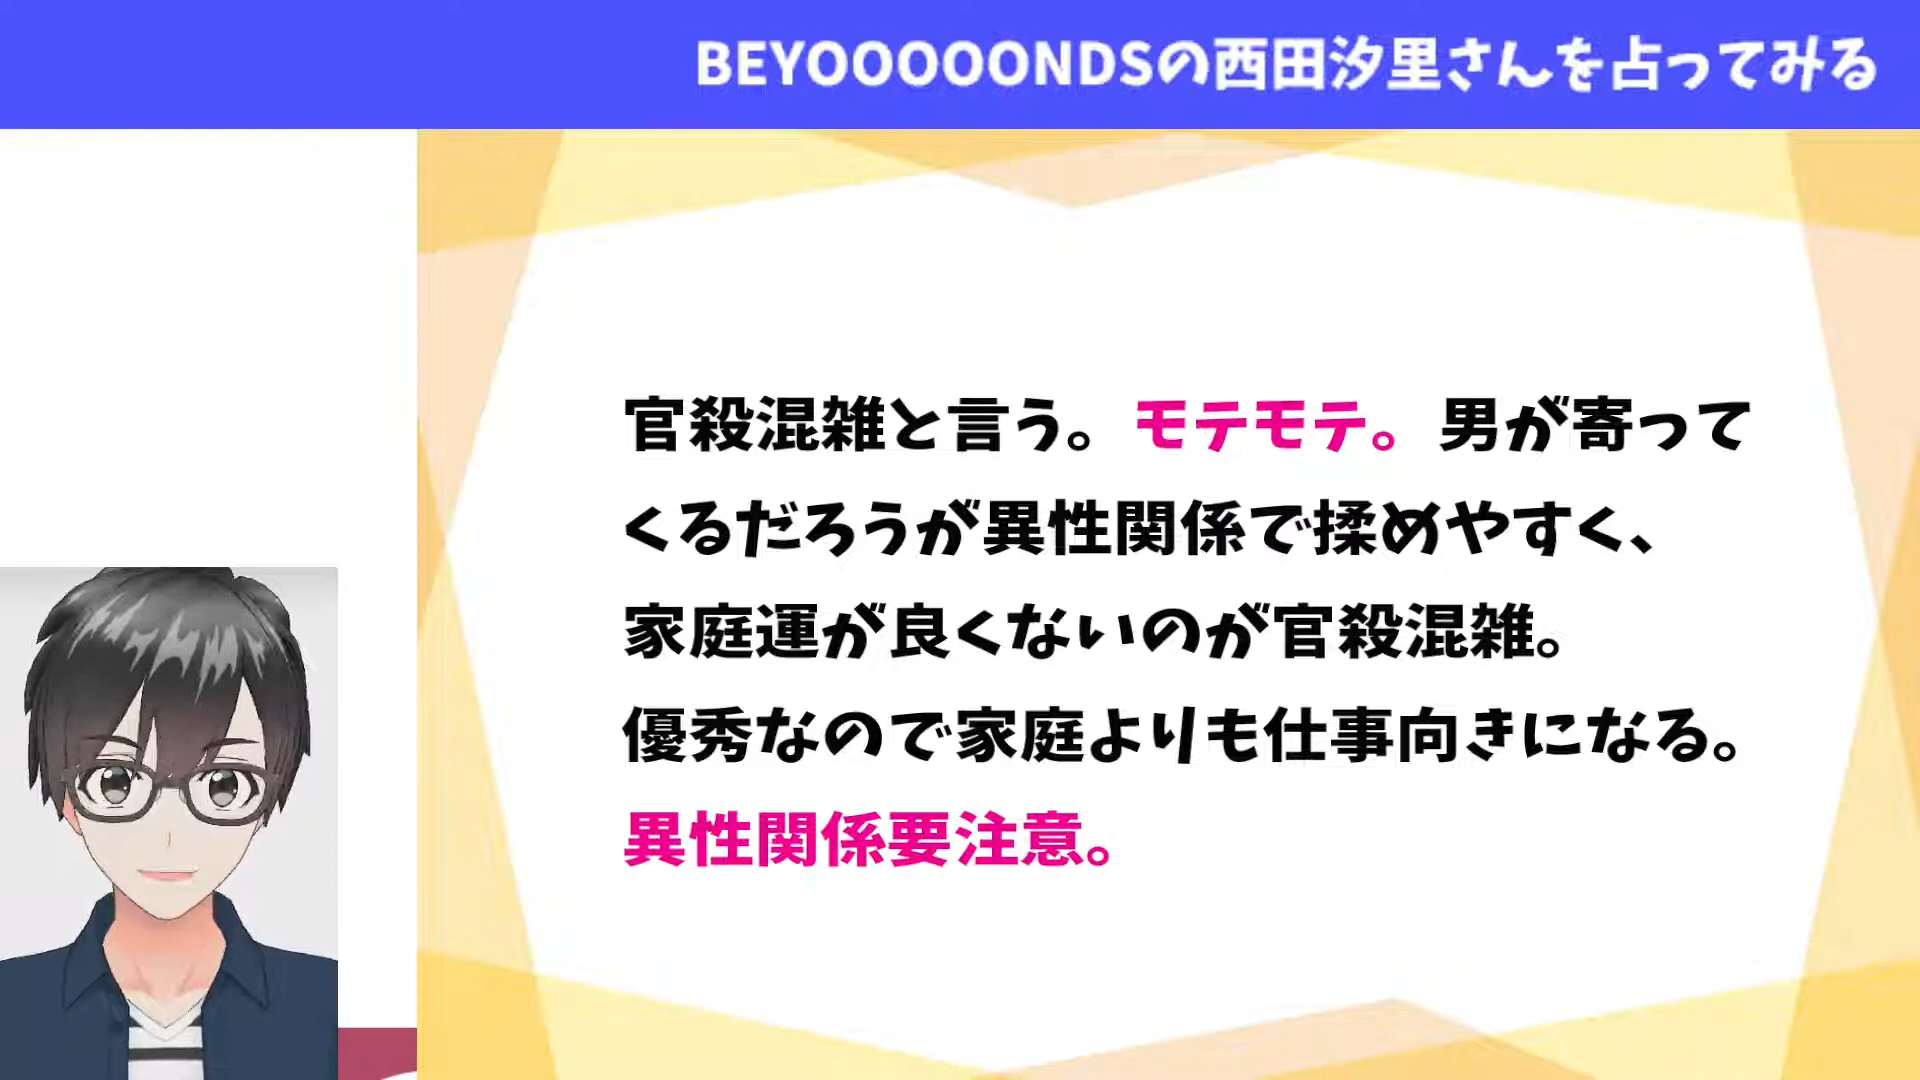 BEYOOOOONDSの西田汐里さんを占ってみる
官殺混雑と言う。モテモテ。男が寄って
くるだろうが異性関係で揉めやすく、
家庭運が良くないのが官殺混雑。
優秀なので家庭よりも仕事向きになる。
異性関係要注意。